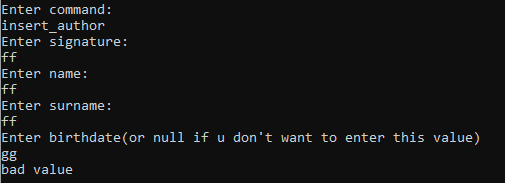 Enter command:
insert_author
Enter signature:
ff
Enter name:
ff
Enter surname:
ff
Enter birthdate(or null if u don't want to enter this value)
gg
bad value